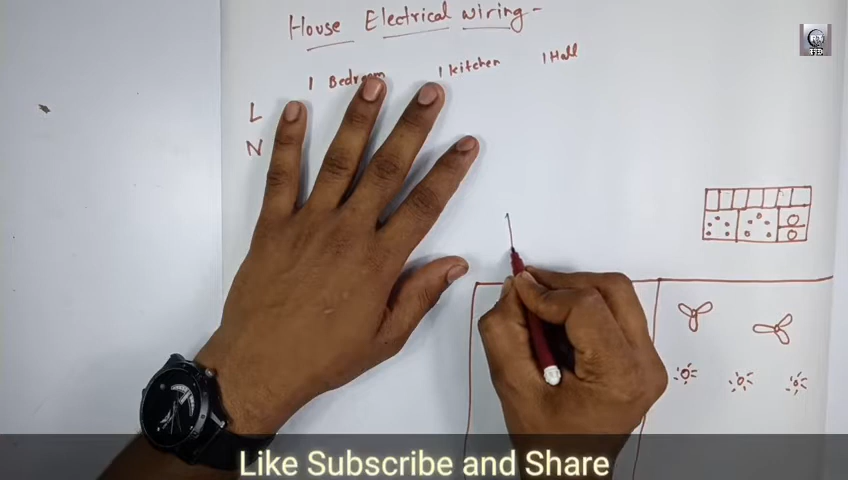 House Electrical wiring -
1 Bedroom 1 kitchen 1 Hall
L
N
Like Subscribe and Share